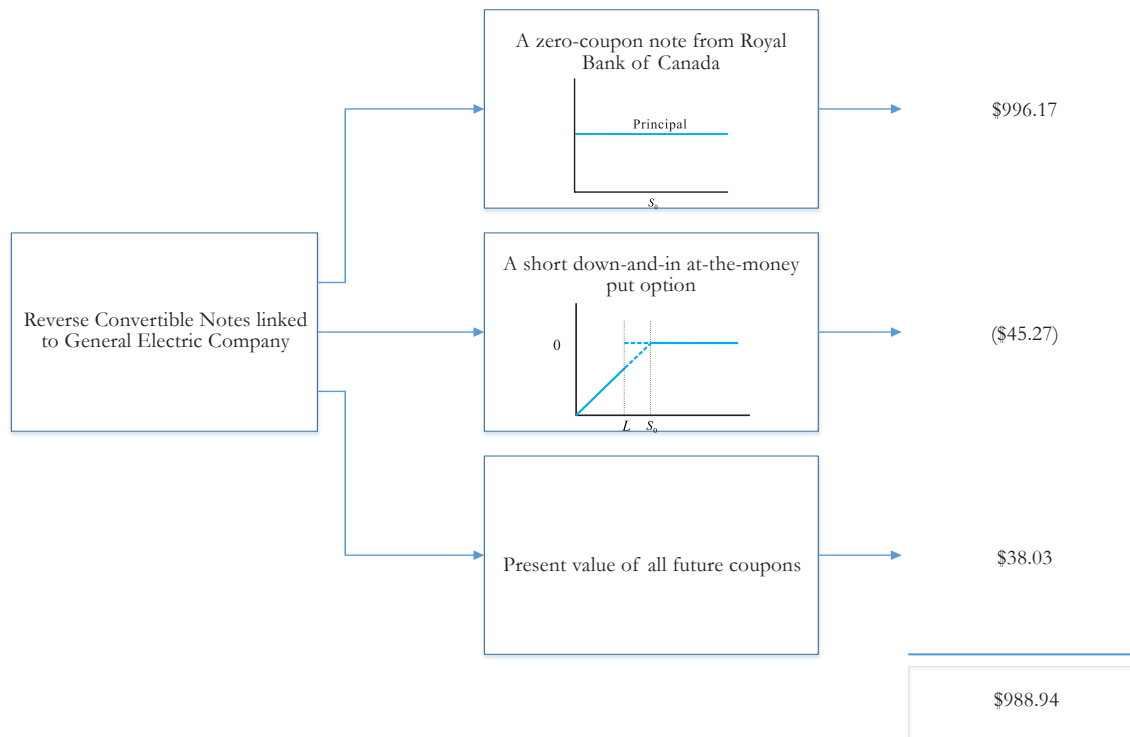 A zero-coupon note from Royal
Bank of Canada
Principal
S₀
$996.17
Reverse Convertible Notes linked
to General Electric Company
A short down-and-in at-the-money
put option
0
L S₀
($45.27)
Present value of all future coupons
$38.03
$988.94